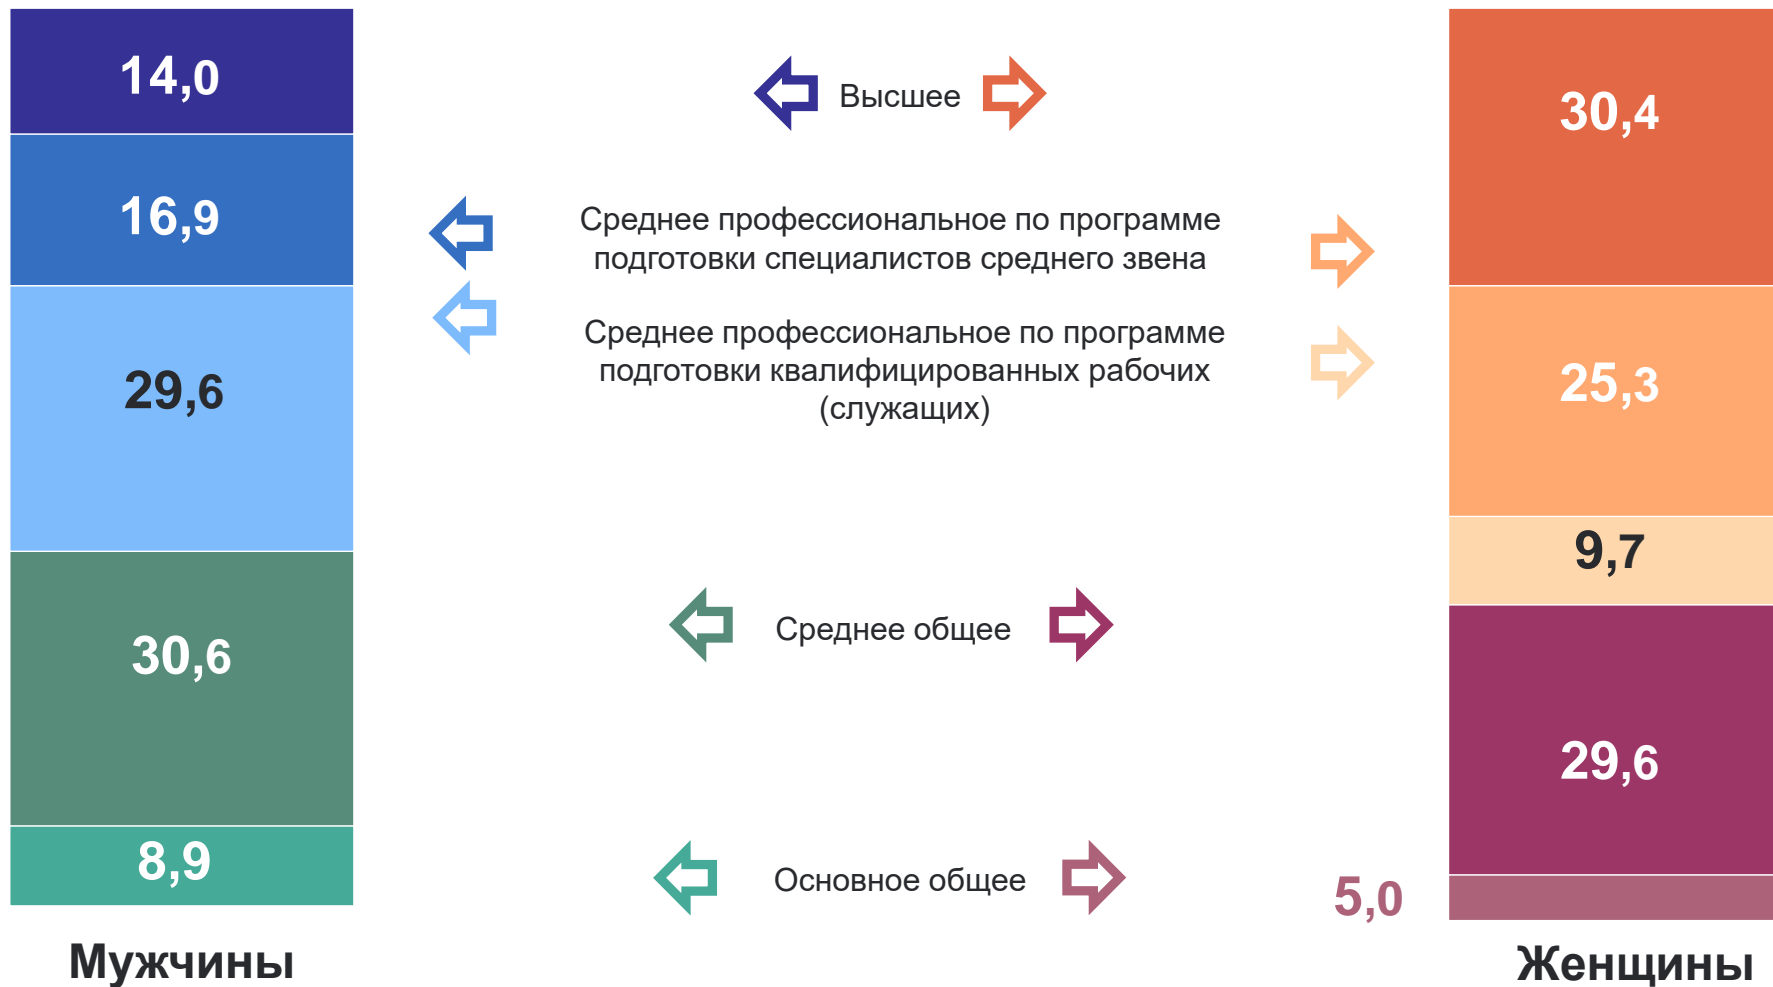 14,0
16,9
29,6
30,6
8,9
Мужчины
Высшее
Среднее профессиональное по программе
подготовки специалистов среднего звена
Среднее профессиональное по программе
подготовки квалифицированных рабочих
(служащих)
Среднее общее
Основное общее
30,4
25,3
9,7
29,6
5,0
Женщины